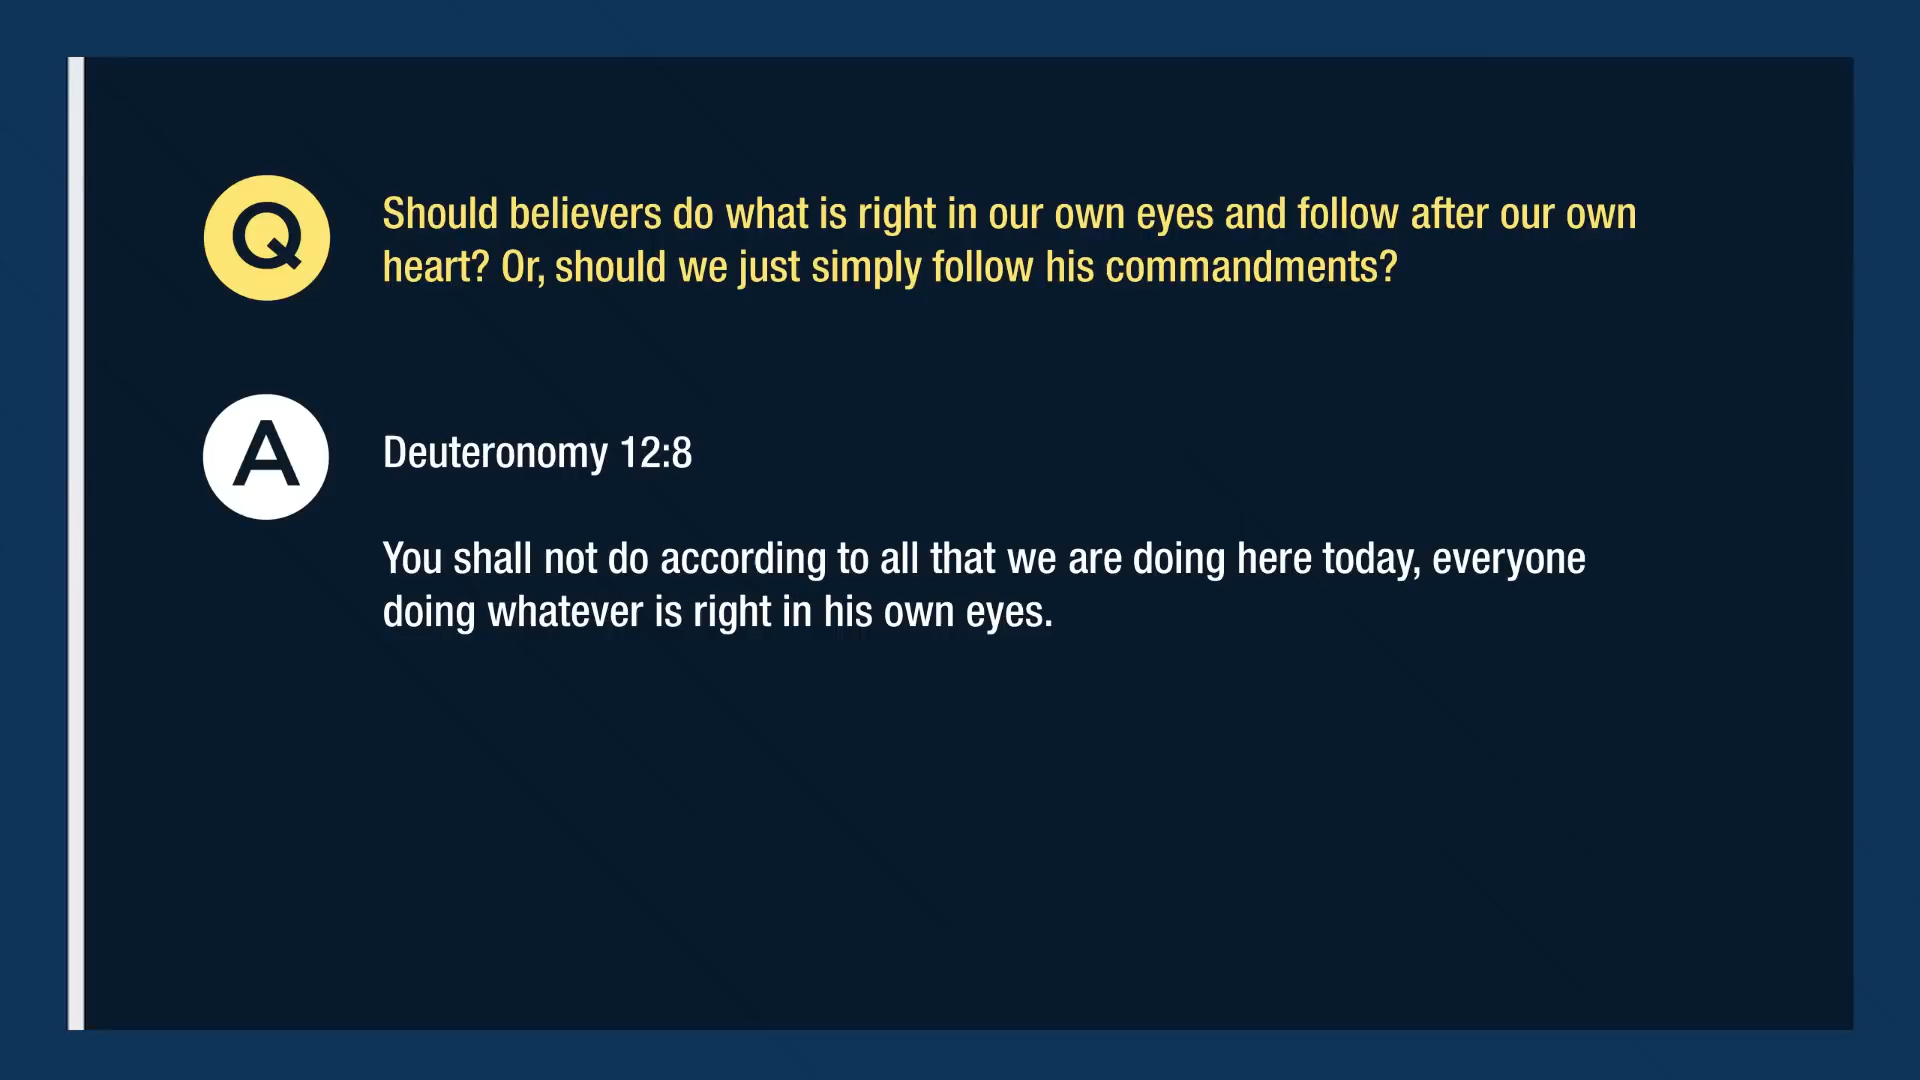 Q
Should believers do what is right in our own eyes and follow after our own
heart? Or, should we just simply follow his commandments?
A
Deuteronomy 12:8
You shall not do according to all that we are doing here today, everyone
doing whatever is right in his own eyes.